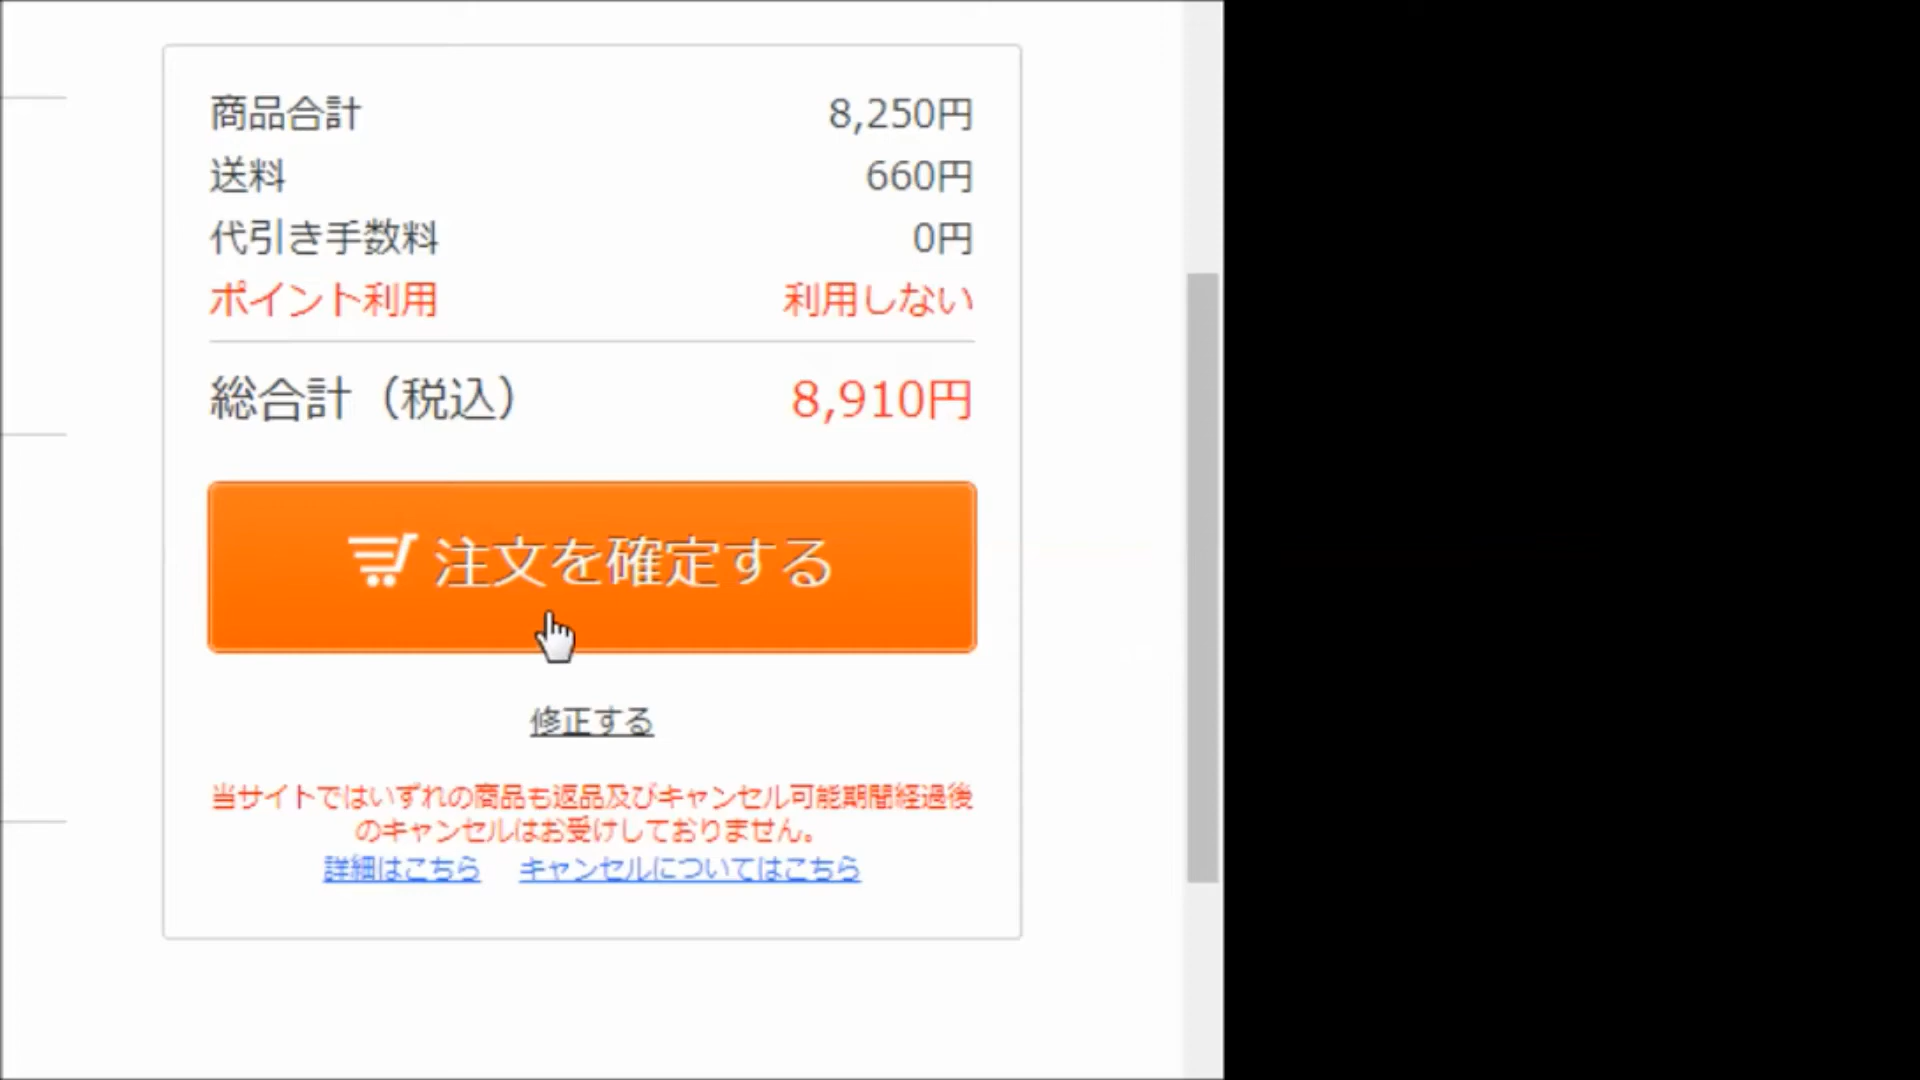 商品合計 8,250円
送料 660円
代引き手数料 0円
ポイント利用 利用しない
総合計（税込） 8,910円
注文を確定する
修正する
当サイトではいずれの商品も返品及びキャンセル可能期間経過後
のキャンセルはお受けしておりません。
詳細はこちら キャンセルについてはこちら